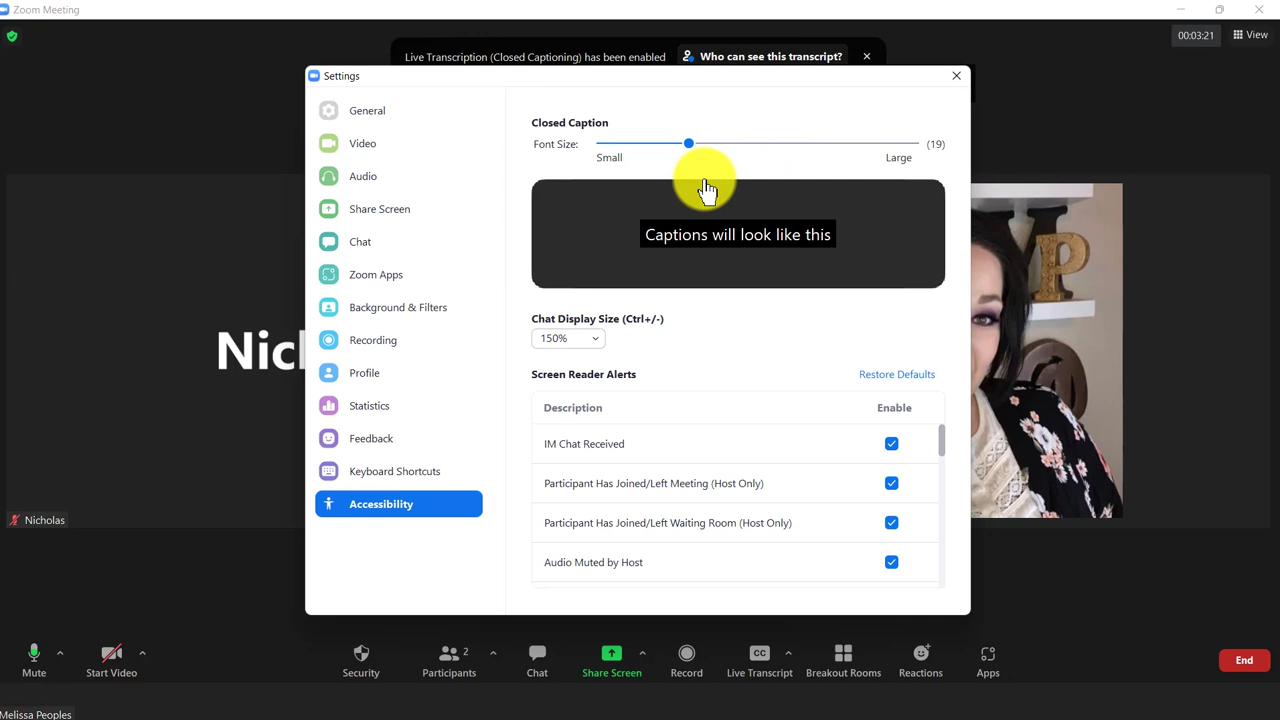 Zoom Meeting
00:03:21
View
Live Transcription (Closed Captioning) has been enabled
Who can see this transcript?
Settings
General
Video
Audio
Share Screen
Chat
Zoom Apps
Background & Filters
Recording
Profile
Statistics
Feedback
Keyboard Shortcuts
Accessibility
Closed Caption
Font Size:
(19)
Small
Large
Captions will look like this
Chat Display Size (Ctrl+/-)
150%
Screen Reader Alerts
Restore Defaults
Description
Enable
IM Chat Received
Participant Has Joined/Left Meeting (Host Only)
Participant Has Joined/Left Waiting Room (Host Only)
Audio Muted by Host
Nich
P
Nicholas
Mute
Start Video
Security
2
Participants
Chat
Share Screen
Record
CC
Live Transcript
Breakout Rooms
Reactions
Apps
End
Melissa Peoples